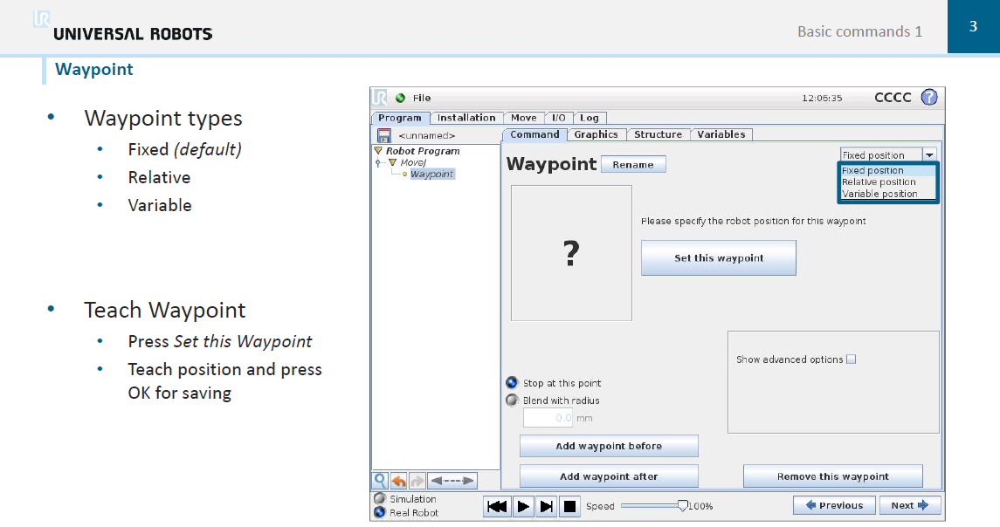 UR
UNIVERSAL ROBOTS
Basic commands 1
3
Waypoint
• Waypoint types
• Fixed (default)
• Relative
• Variable
• Teach Waypoint
• Press Set this Waypoint
• Teach position and press
OK for saving
UR File 12:06:35 CCCC ?
Program Installation Move I/O Log
<unnamed>
Command Graphics Structure Variables
Robot Program
MoveJ
Waypoint
Waypoint Rename
Fixed position
Fixed position
Relative position
Variable position
Please specify the robot position for this waypoint
?
Set this waypoint
Show advanced options
Stop at this point
Blend with radius
0.0 mm
Add waypoint before
Add waypoint after
Remove this waypoint
Simulation
Real Robot
Speed 100%
Previous
Next